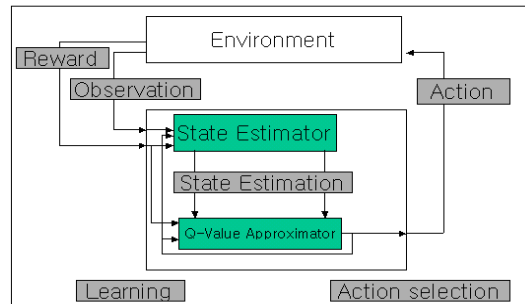 Environment
Reward
Observation
Action
State Estimator
State Estimation
Q-Value Approximator
Learning
Action selection